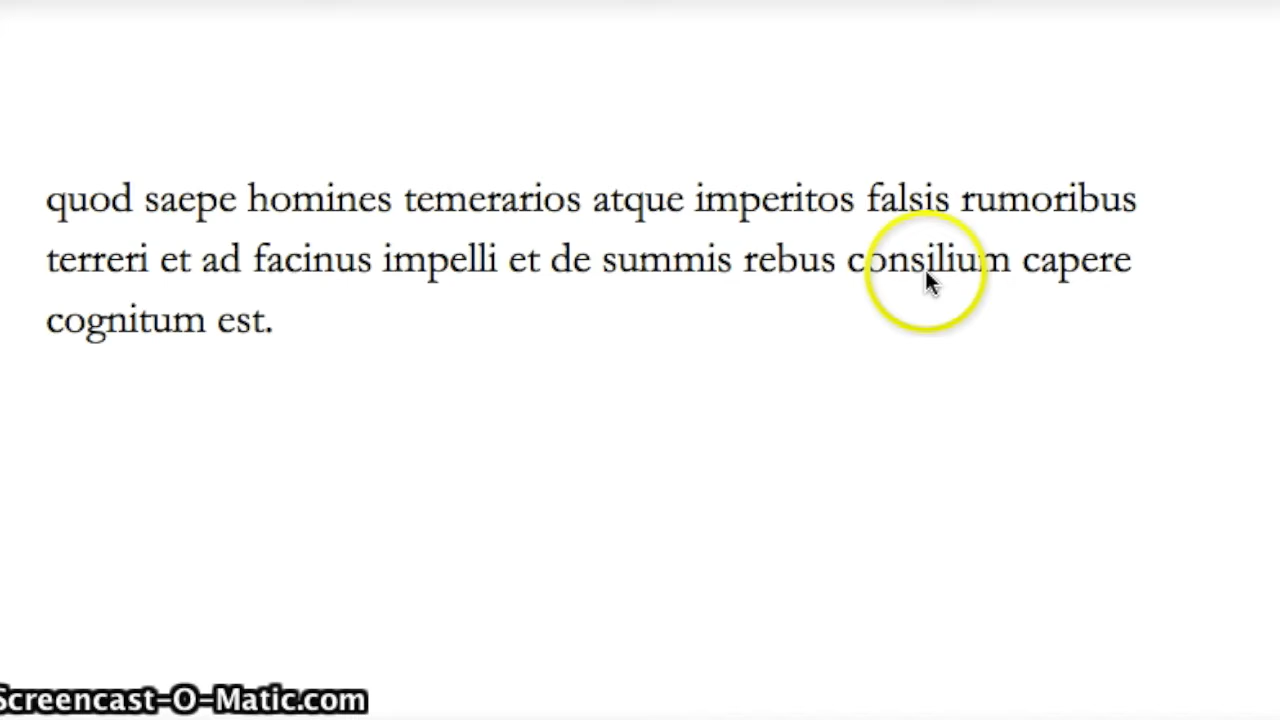 quod saepe homines temerarios atque imperitos falsis rumoribus
terreri et ad facinus impelli et de summis rebus consilium capere
cognitum est.
Screencast-O-Matic.com